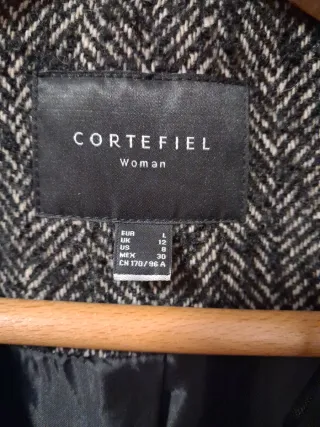 CORTEFIEL
Woman
EUR L
UK 12
US 8
MEX 30
CN 170/96 A